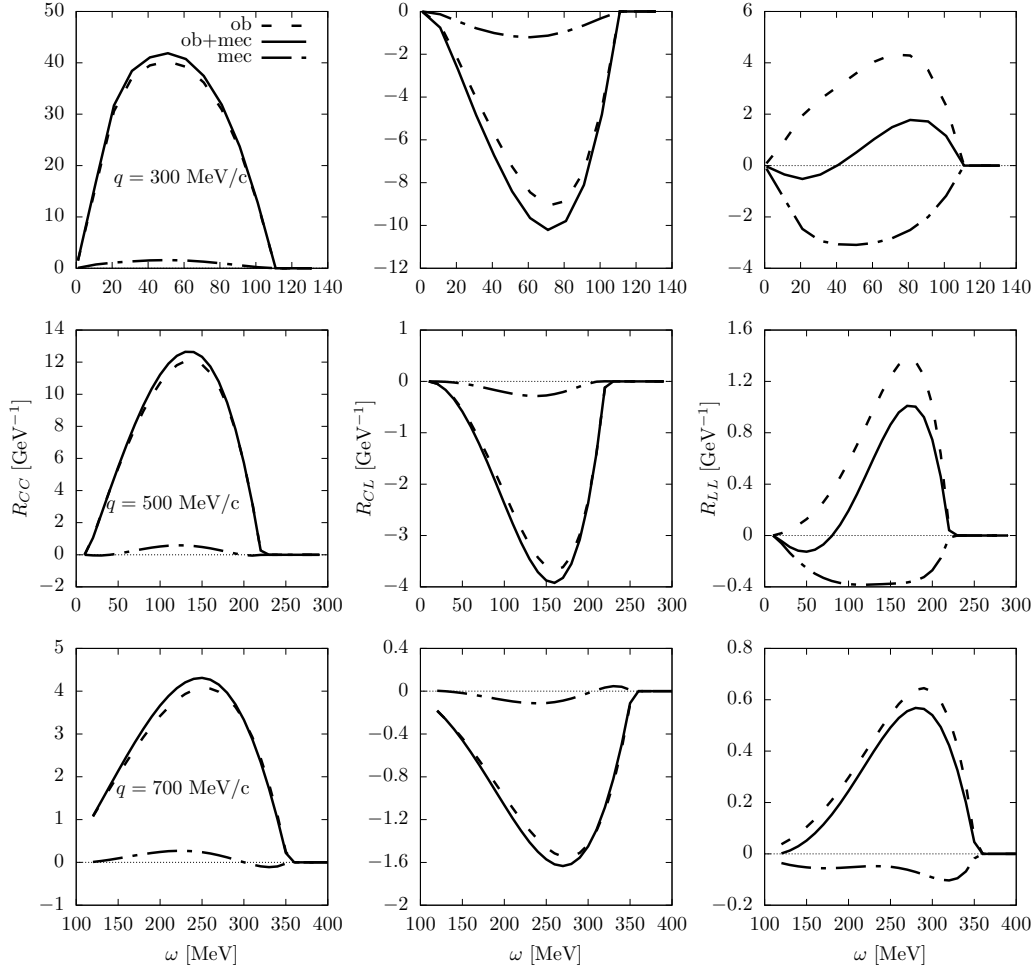 ob
ob+mec
mec
50
40
30
20
10
0
q = 300 MeV/c
0 20 40 60 80 100 120 140
0
−2
−4
−6
−8
−10
−12
0 20 40 60 80 100 120 140
6
4
2
0
−2
−4
0 20 40 60 80 100 120 140
R_CC [GeV⁻¹]
14
12
10
8
6
4
2
0
−2
q = 500 MeV/c
0 50 100 150 200 250 300
R_CL [GeV⁻¹]
1
0
−1
−2
−3
−4
0 50 100 150 200 250 300
R_LL [GeV⁻¹]
1.6
1.2
0.8
0.4
0
−0.4
0 50 100 150 200 250 300
5
4
3
2
1
0
−1
q = 700 MeV/c
100 150 200 250 300 350 400
ω [MeV]
0.4
0
−0.4
−0.8
−1.2
−1.6
−2
100 150 200 250 300 350 400
ω [MeV]
0.8
0.6
0.4
0.2
0
−0.2
100 150 200 250 300 350 400
ω [MeV]